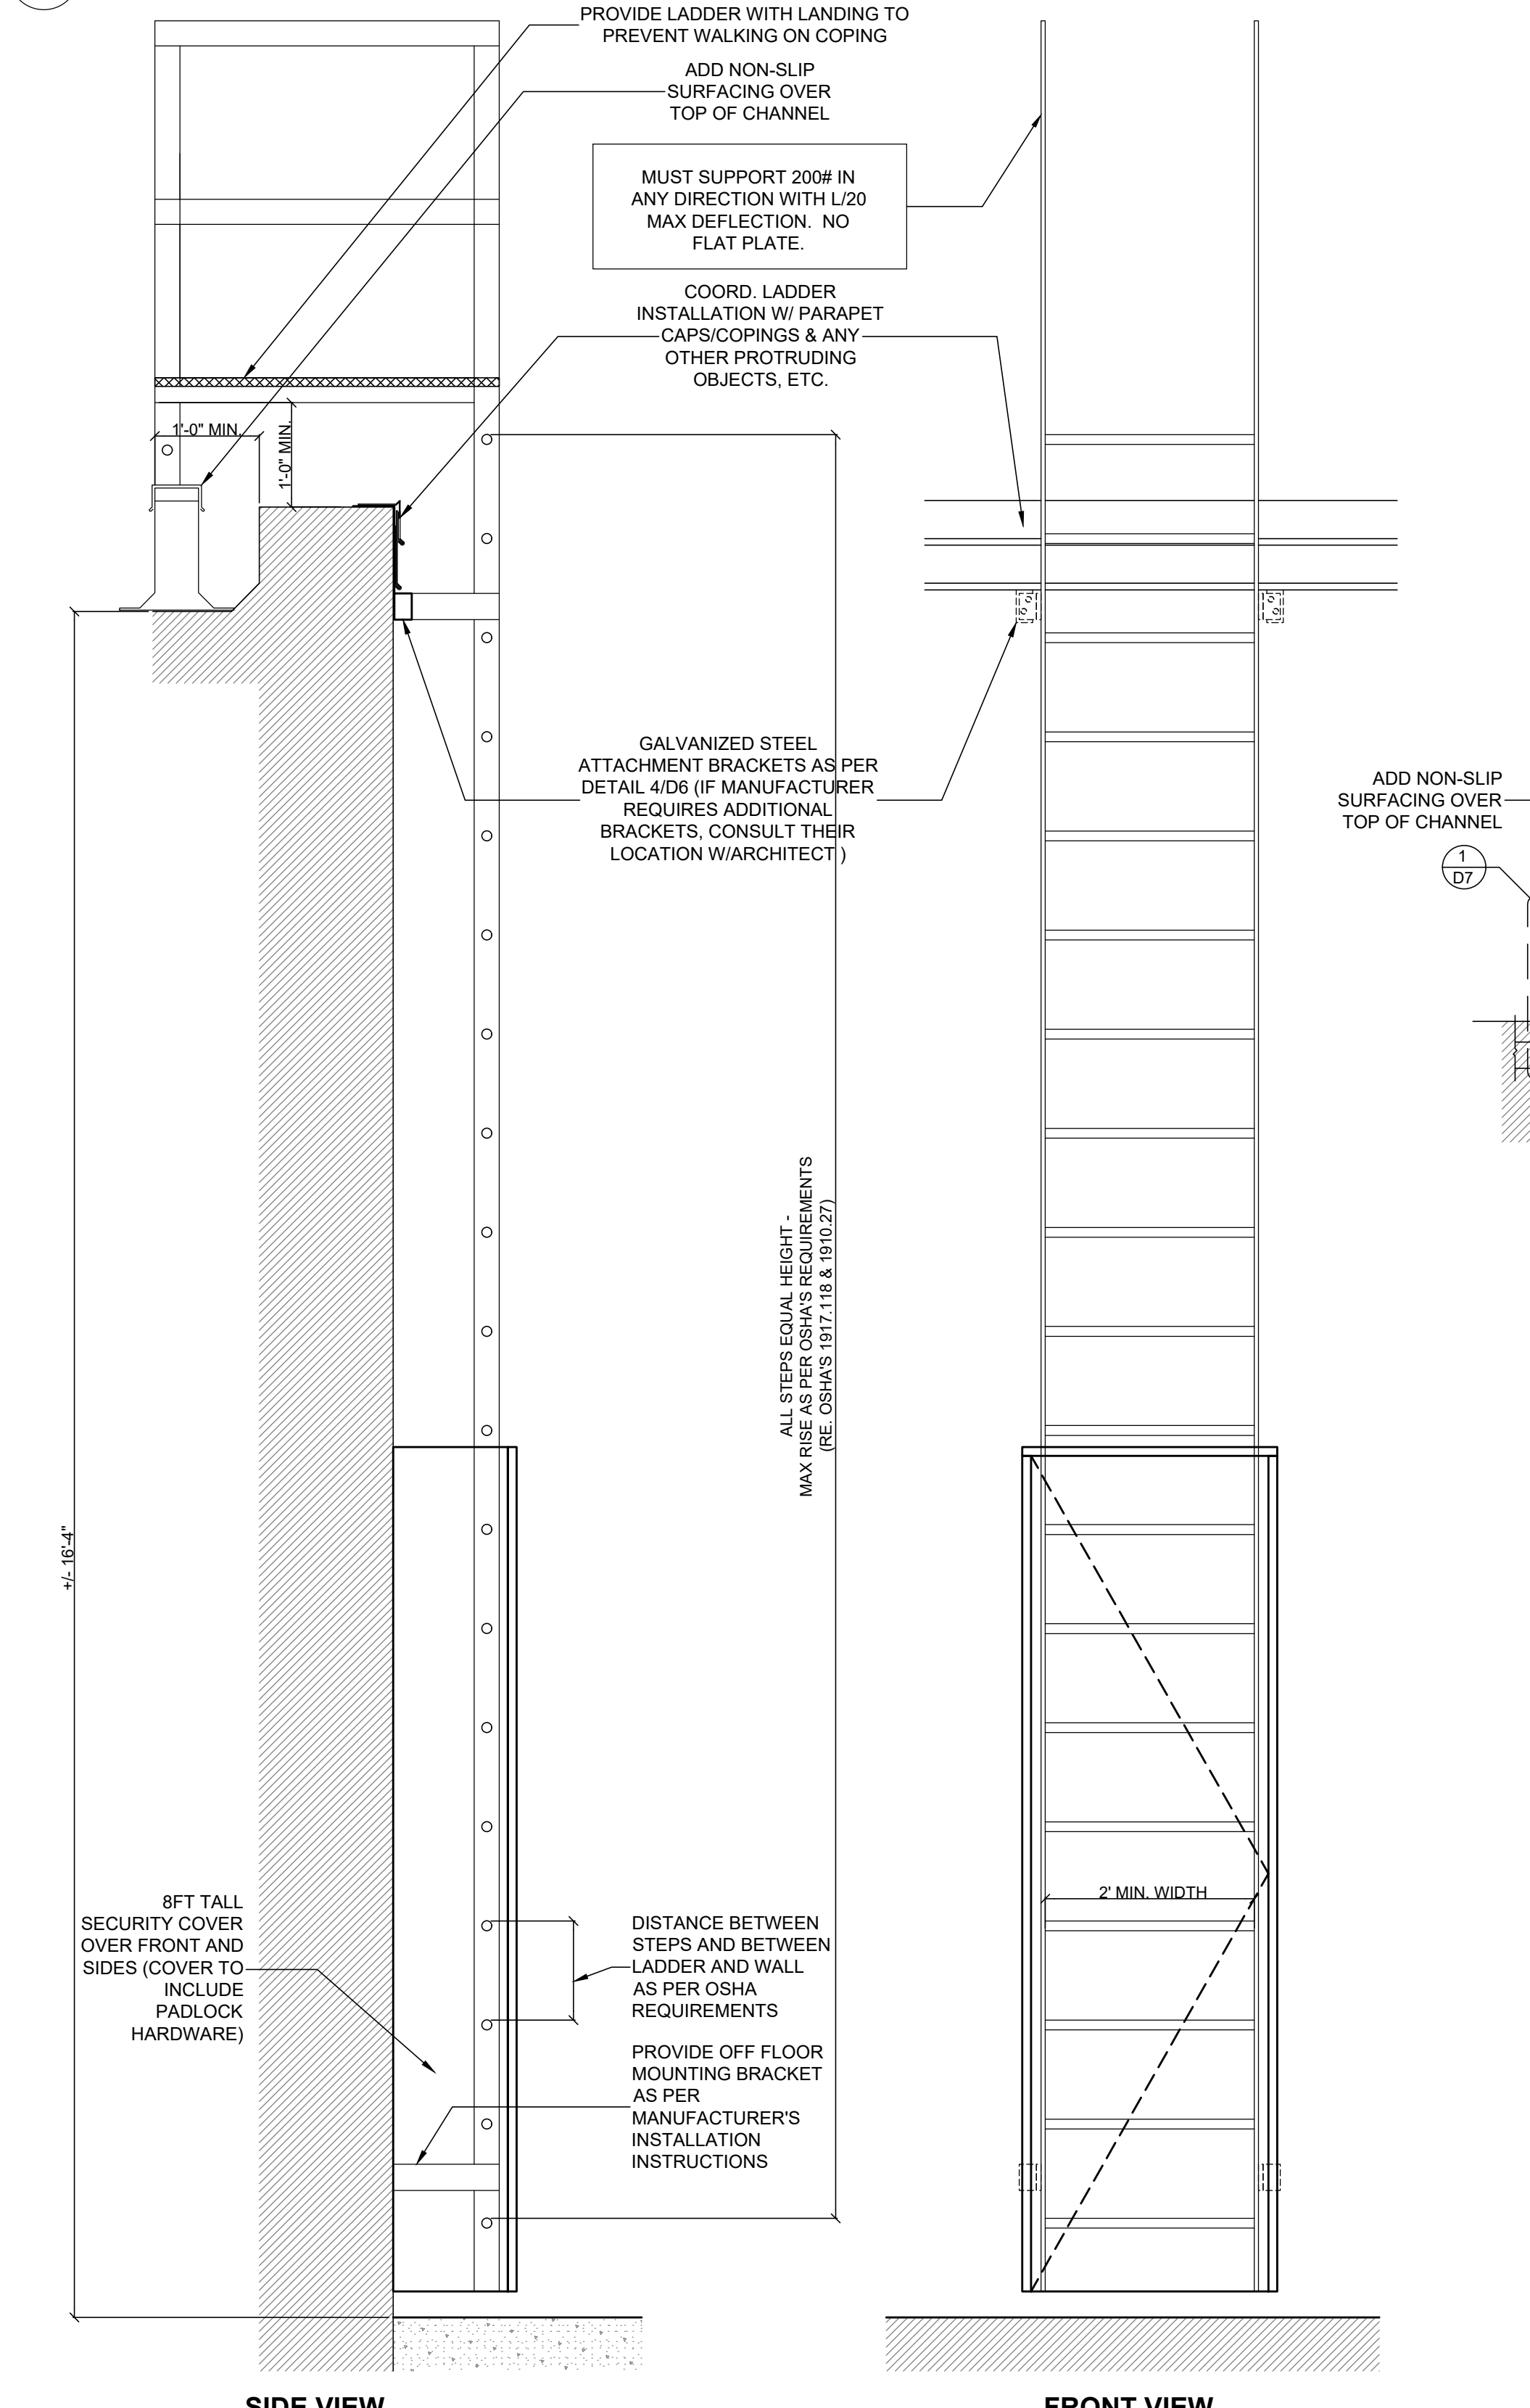 PROVIDE LADDER WITH LANDING TO
PREVENT WALKING ON COPING
ADD NON-SLIP
SURFACING OVER
TOP OF CHANNEL
MUST SUPPORT 200# IN
ANY DIRECTION WITH L/20
MAX DEFLECTION. NO
FLAT PLATE.
COORD. LADDER
INSTALLATION W/ PARAPET
CAPS/COPINGS & ANY
OTHER PROTRUDING
OBJECTS, ETC.
1'-0" MIN.
1'-0" MIN.
GALVANIZED STEEL
ATTACHMENT BRACKETS AS PER
DETAIL 4/D6 (IF MANUFACTURER
REQUIRES ADDITIONAL
BRACKETS, CONSULT THEIR
LOCATION W/ARCHITECT )
ADD NON-SLIP
SURFACING OVER
TOP OF CHANNEL
1
D7
ALL STEPS EQUAL HEIGHT -
MAX RISE AS PER OSHA'S REQUIREMENTS
(RE. OSHA'S 1917.118 & 1910.27)
+/- 16'-4"
8FT TALL
SECURITY COVER
OVER FRONT AND
SIDES (COVER TO
INCLUDE
PADLOCK
HARDWARE)
2' MIN. WIDTH
DISTANCE BETWEEN
STEPS AND BETWEEN
LADDER AND WALL
AS PER OSHA
REQUIREMENTS
PROVIDE OFF FLOOR
MOUNTING BRACKET
AS PER
MANUFACTURER'S
INSTALLATION
INSTRUCTIONS
SIDE VIEW
FRONT VIEW